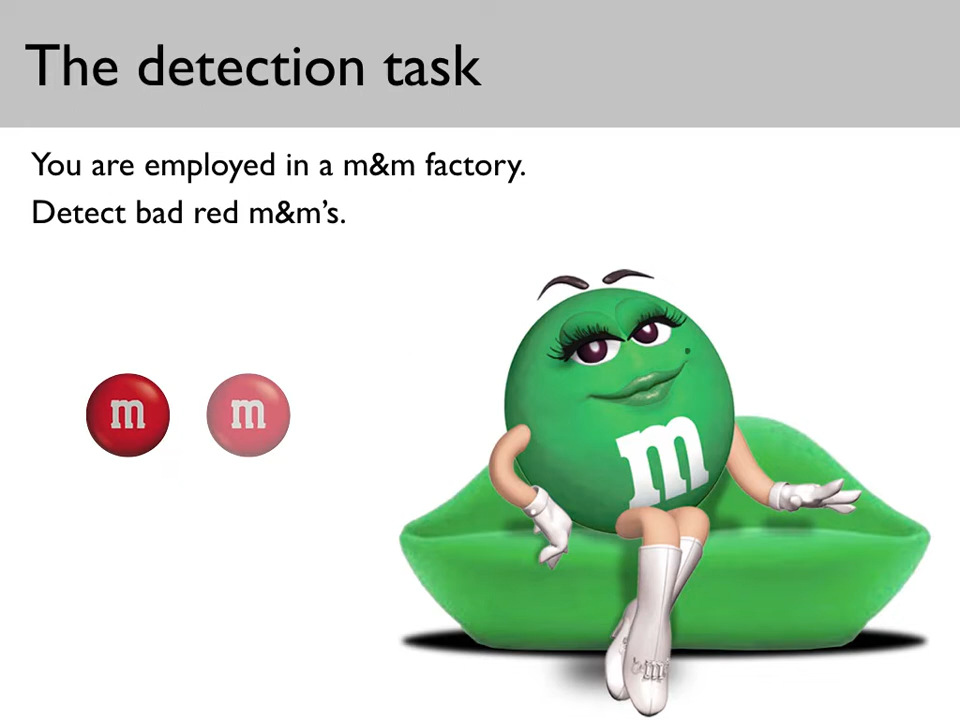 The detection task
You are employed in a m&m factory.
Detect bad red m&m’s.
m m
m
m